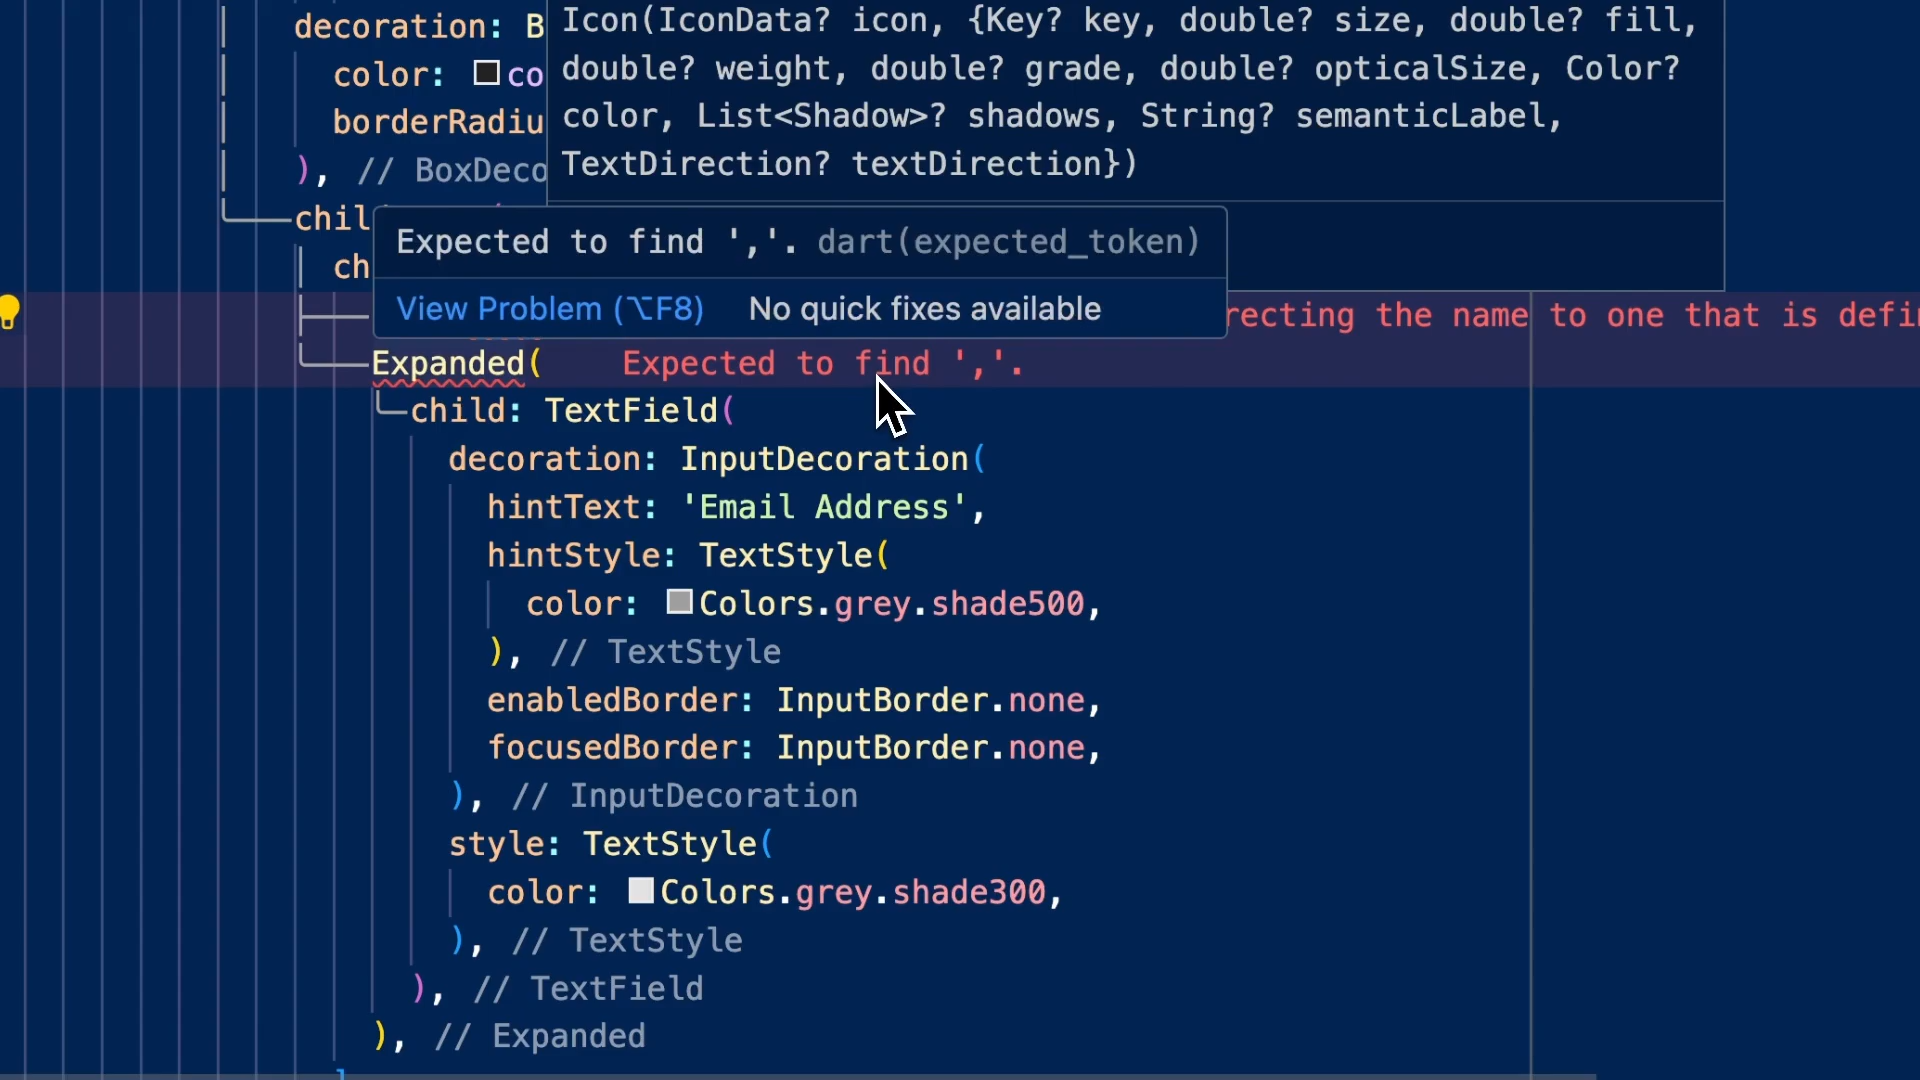 decoration: B
Icon(IconData? icon, {Key? key, double? size, double? fill,
color: co
double? weight, double? grade, double? opticalSize, Color?
borderRadiu
color, List<Shadow>? shadows, String? semanticLabel,
), // BoxDeco
TextDirection? textDirection})
chil
Expected to find ','. dart(expected_token)
ch
View Problem (⌥F8) No quick fixes available
recting the name to one that is defi
Expanded( Expected to find ','.
child: TextField(
decoration: InputDecoration(
hintText: 'Email Address',
hintStyle: TextStyle(
color: Colors.grey.shade500,
), // TextStyle
enabledBorder: InputBorder.none,
focusedBorder: InputBorder.none,
), // InputDecoration
style: TextStyle(
color: Colors.grey.shade300,
), // TextStyle
), // TextField
), // Expanded